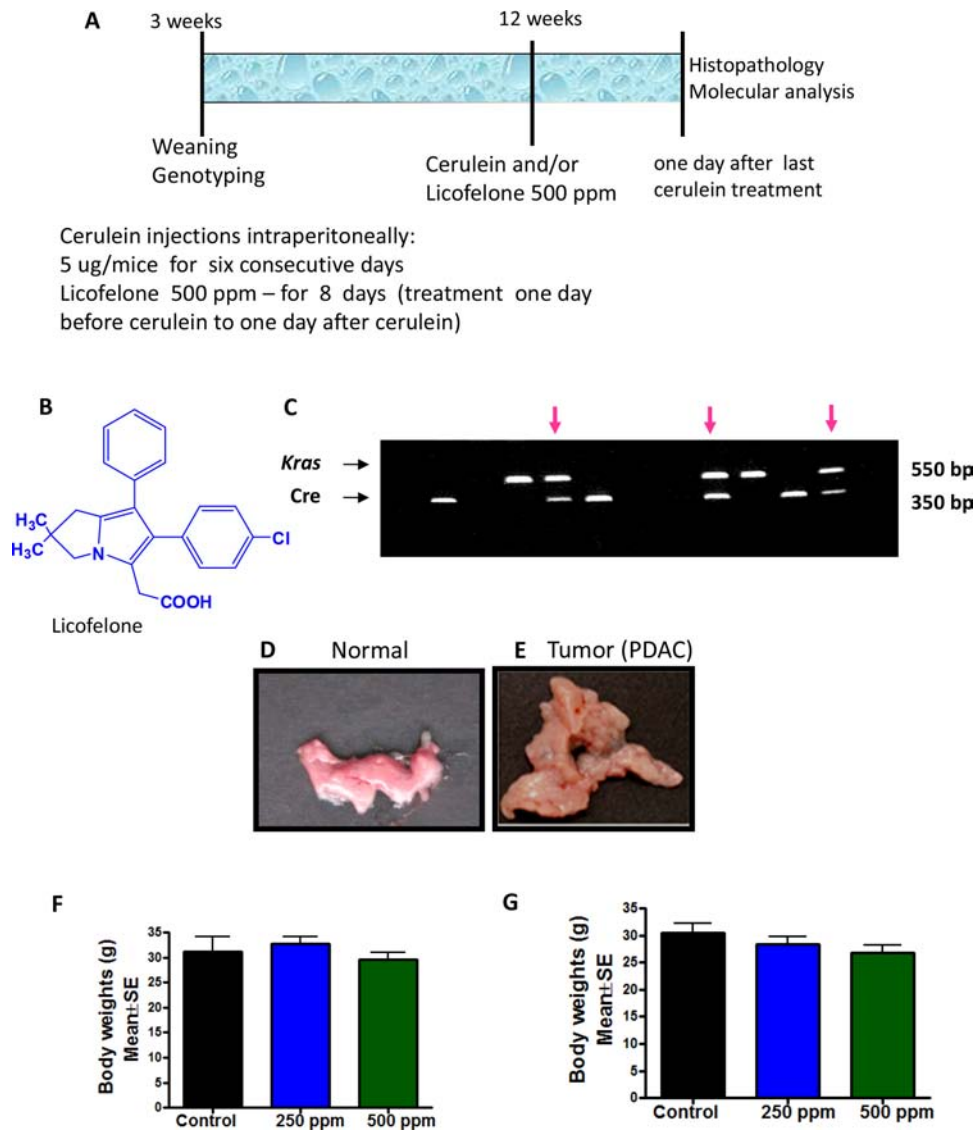 A
3 weeks
12 weeks
Histopathology
Molecular analysis
Weaning
Genotyping
Cerulein and/or
Licofelone 500 ppm
one day after last
cerulein treatment
Cerulein injections intraperitoneally:
5 ug/mice for six consecutive days
Licofelone 500 ppm – for 8 days (treatment one day
before cerulein to one day after cerulein)
B
H₃C
H₃C
N
Cl
COOH
Licofelone
C
Kras
Cre
550 bp
350 bp
D Normal
E Tumor (PDAC)
F
Body weights (g)
Mean±SE
35
30
25
20
15
10
5
0
Control 250 ppm 500 ppm
G
Body weights (g)
Mean±SE
35
30
25
20
15
10
5
0
Control 250 ppm 500 ppm